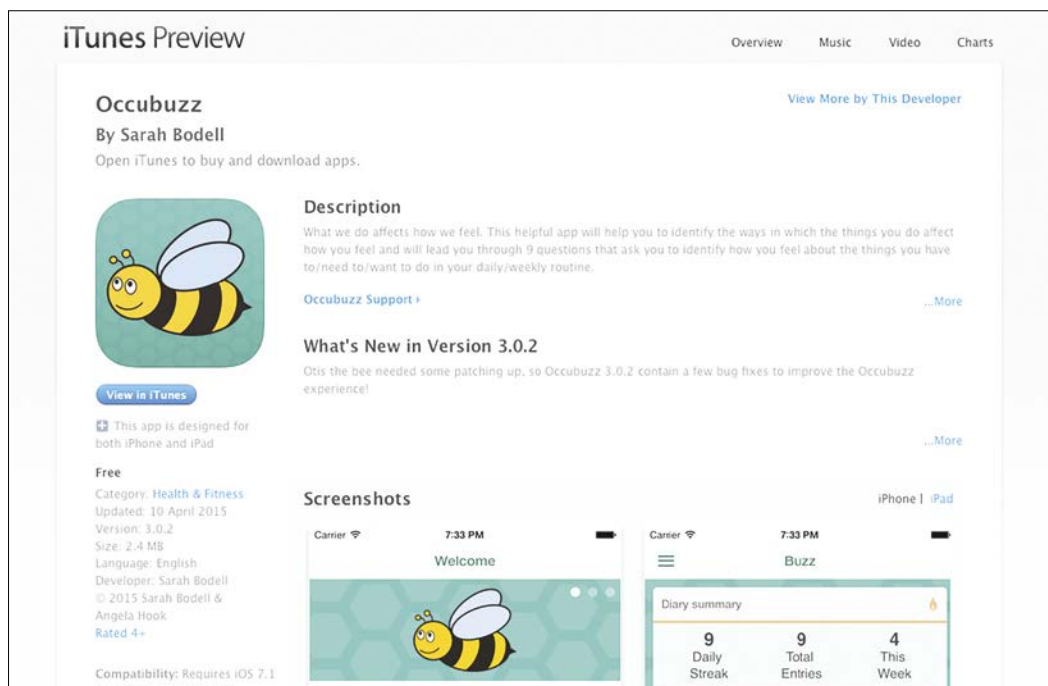 iTunes Preview
Overview Music Video Charts
Occubuzz
View More by This Developer
By Sarah Bodell
Open iTunes to buy and download apps.
Description
What we do affects how we feel. This helpful app will help you to identify the ways in which the things you do affect
how you feel and will lead you through 9 questions that ask you to identify how you feel about the things you have
to/need to/want to do in your daily/weekly routine.
Occubuzz Support ›
...More
What's New in Version 3.0.2
Otis the bee needed some patching up, so Occubuzz 3.0.2 contain a few bug fixes to improve the Occubuzz
experience!
...More
View in iTunes
This app is designed for
both iPhone and iPad
Free
Category: Health & Fitness
Updated: 10 April 2015
Version: 3.0.2
Size: 2.4 MB
Language: English
Developer: Sarah Bodell
© 2015 Sarah Bodell &
Angela Hook
Rated 4+
Compatibility: Requires iOS 7.1
Screenshots
iPhone | iPad
Carrier 7:33 PM
Welcome
Carrier 7:33 PM
Buzz
Diary summary
9 9 4
Daily Total This
Streak Entries Week